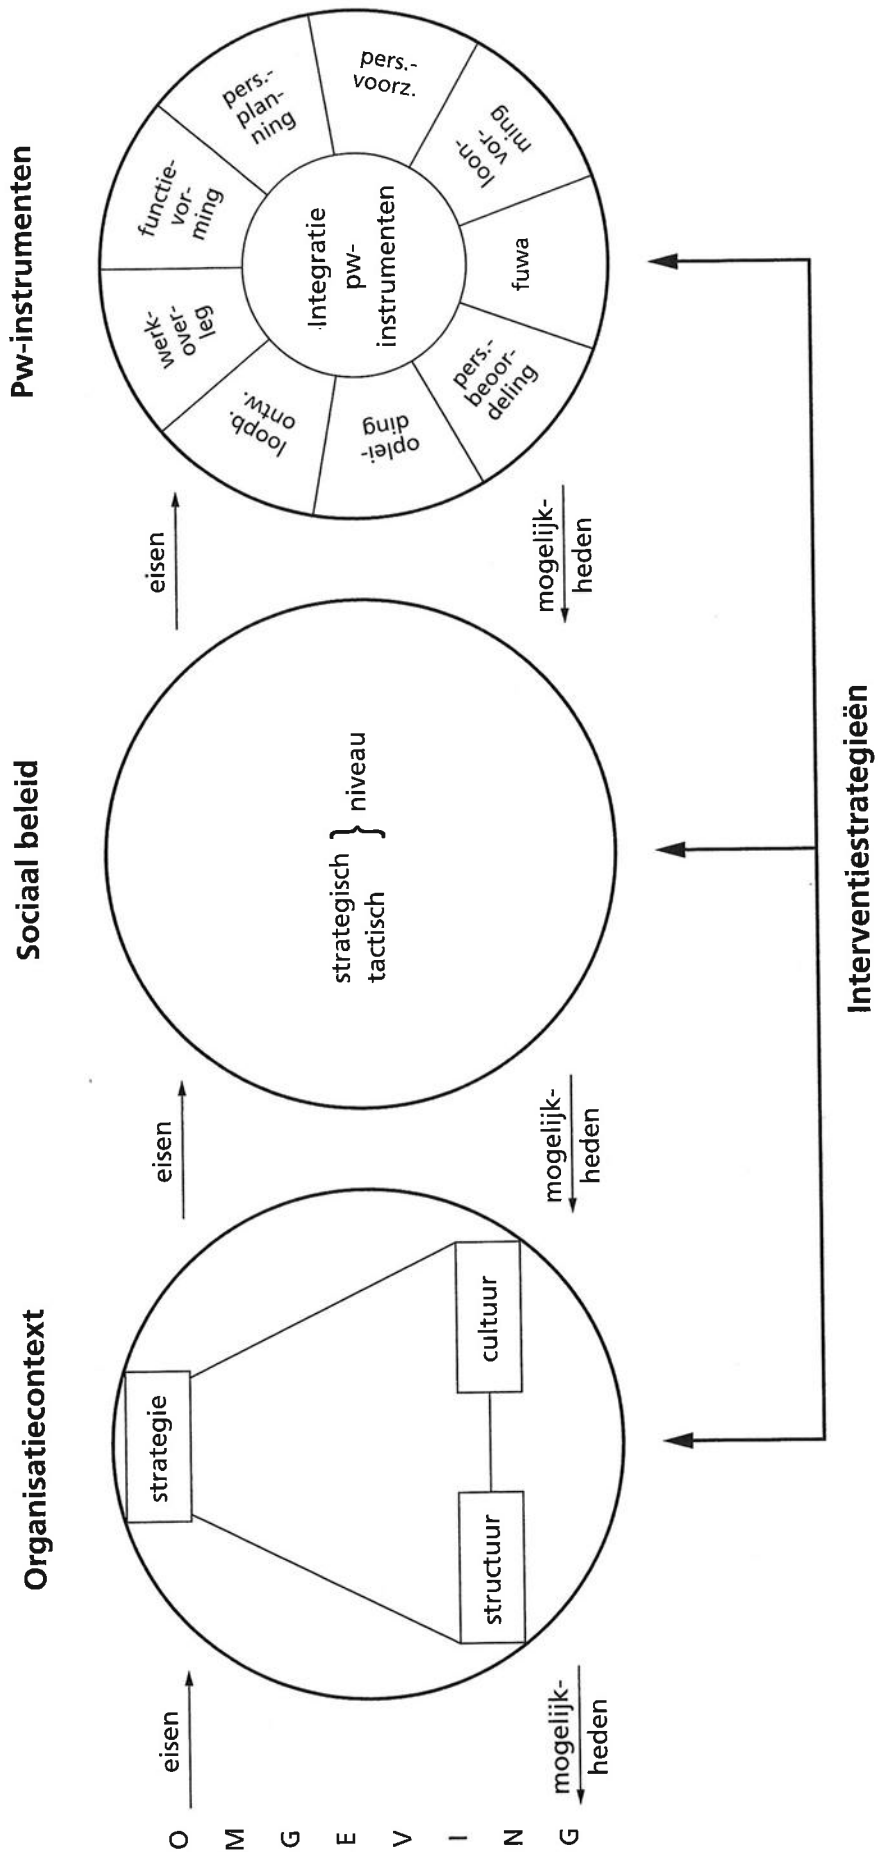 Organisatiecontext
Sociaal beleid
Pw-instrumenten
O
M
G
E
V
I
N
G
eisen
mogelijk-
heden
strategie
structuur
cultuur
eisen
mogelijk-
heden
strategisch
tactisch
} niveau
eisen
mogelijk-
heden
Integratie
pw-
instrumenten
werk-
over-
leg
functie-
vor-
ming
pers.-
plan-
ning
pers.-
voorz.
loon-
vor-
ming
fuwa
pers.-
beoor-
deling
oplei-
ding
loopb.
ontw.
Interventiestrategieën